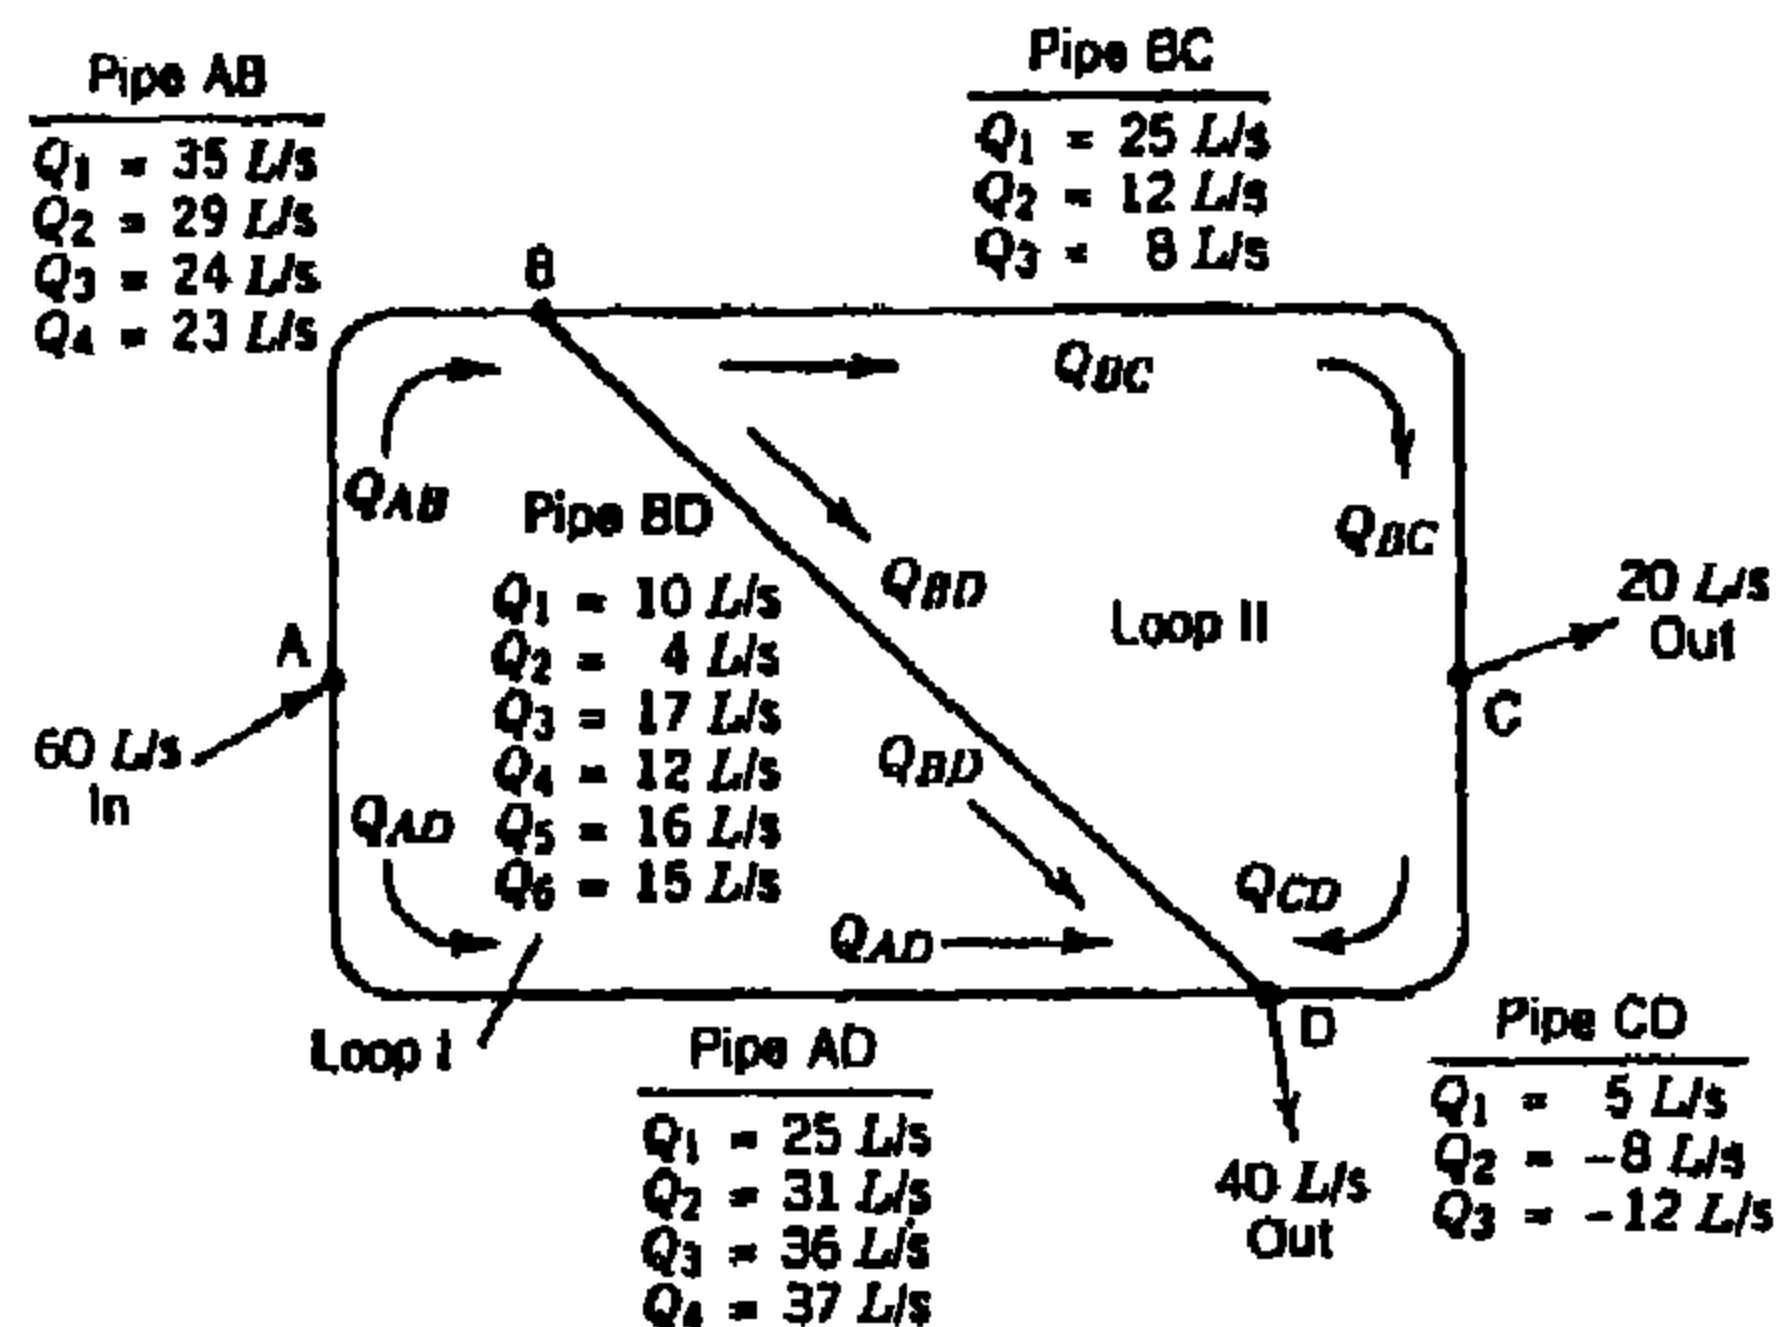 Pipe AB
Q1 = 35 L/s
Q2 = 29 L/s
Q3 = 24 L/s
Q4 = 23 L/s
Pipe BC
Q1 = 25 L/s
Q2 = 12 L/s
Q3 = 8 L/s
B
QBC
QAB
Pipe BD
Q1 = 10 L/s
Q2 = 4 L/s
Q3 = 17 L/s
Q4 = 12 L/s
Q5 = 16 L/s
Q6 = 15 L/s
QBD
QBC
Loop II
20 L/s
Out
A
C
60 L/s
In
QBD
QAD
QCD
QAD
Loop I
D
Pipe AD
Q1 = 25 L/s
Q2 = 31 L/s
Q3 = 36 L/s
Q4 = 37 L/s
40 L/s
Out
Pipe CD
Q1 = 5 L/s
Q2 = -8 L/s
Q3 = -12 L/s